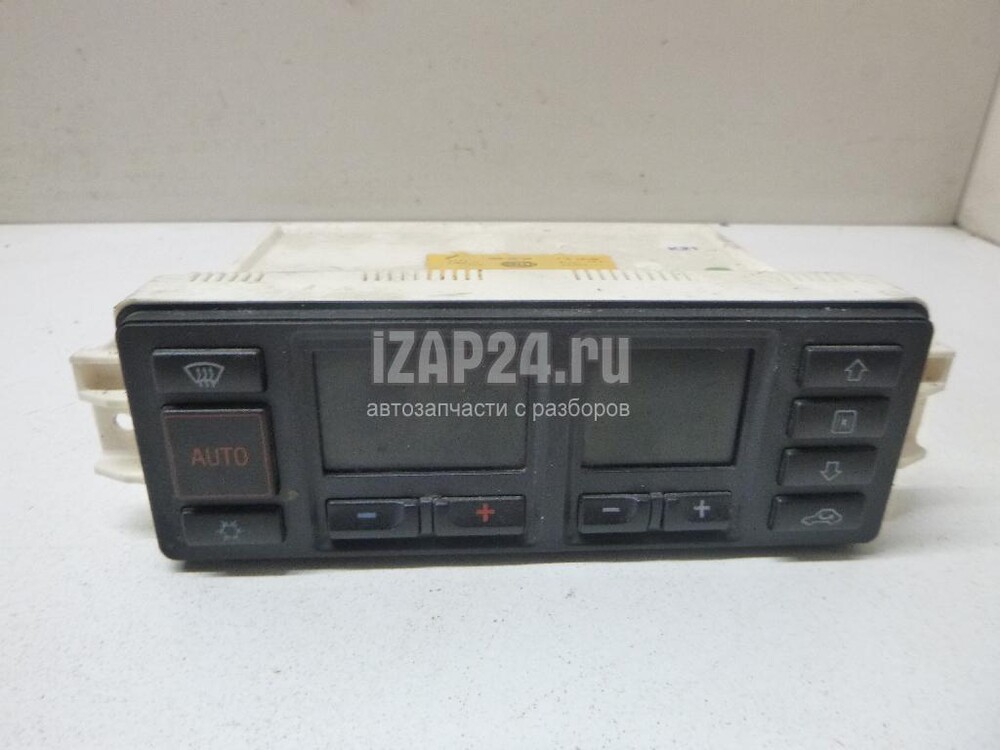 iZAP24.ru
автозапчасти с разборов
AUTO
- +
- +